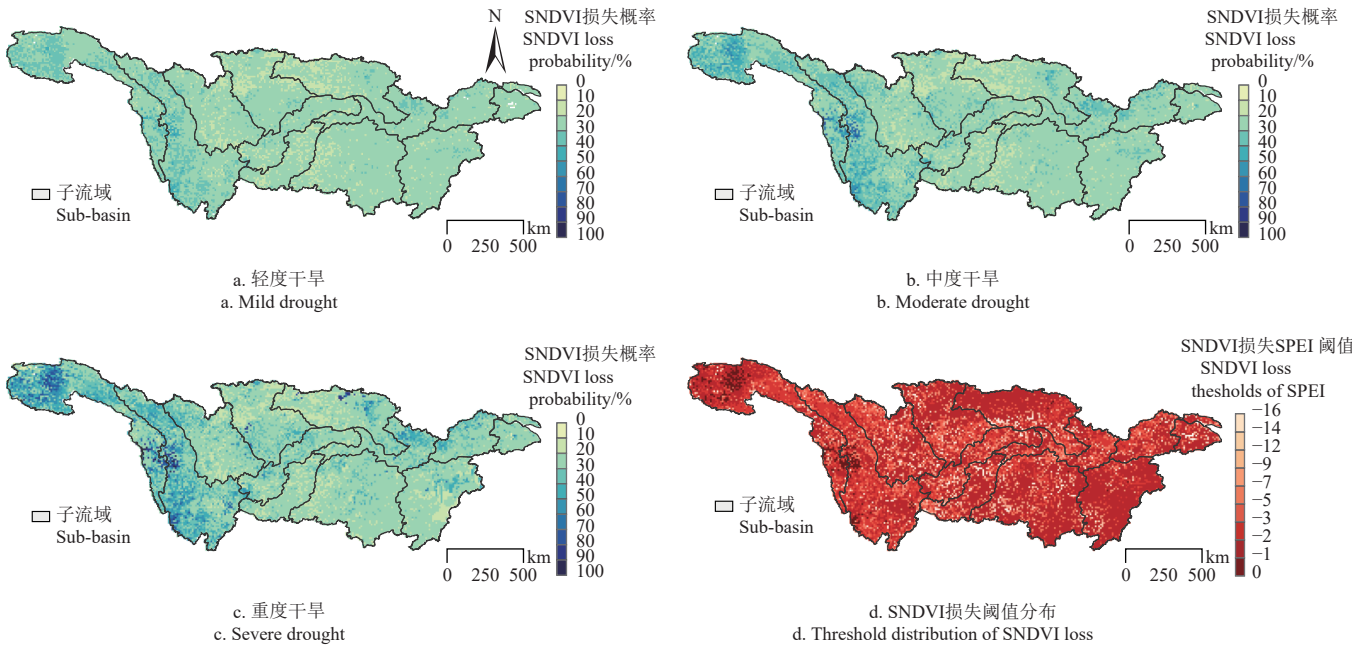 N
SNDVI损失概率
SNDVI loss
probability/%
0
10
20
30
40
50
60
70
80
90
100
子流域
Sub-basin
km
0 250 500
a. 轻度干旱
a. Mild drought
SNDVI损失概率
SNDVI loss
probability/%
0
10
20
30
40
50
60
70
80
90
100
子流域
Sub-basin
km
0 250 500
b. 中度干旱
b. Moderate drought
SNDVI损失概率
SNDVI loss
probability/%
0
10
20
30
40
50
60
70
80
90
100
子流域
Sub-basin
km
0 250 500
c. 重度干旱
c. Severe drought
SNDVI损失SPEI 阈值
SNDVI loss
thesholds of SPEI
−16
−14
−12
−9
−7
−5
−3
−2
−1
0
子流域
Sub-basin
km
0 250 500
d. SNDVI损失阈值分布
d. Threshold distribution of SNDVI loss